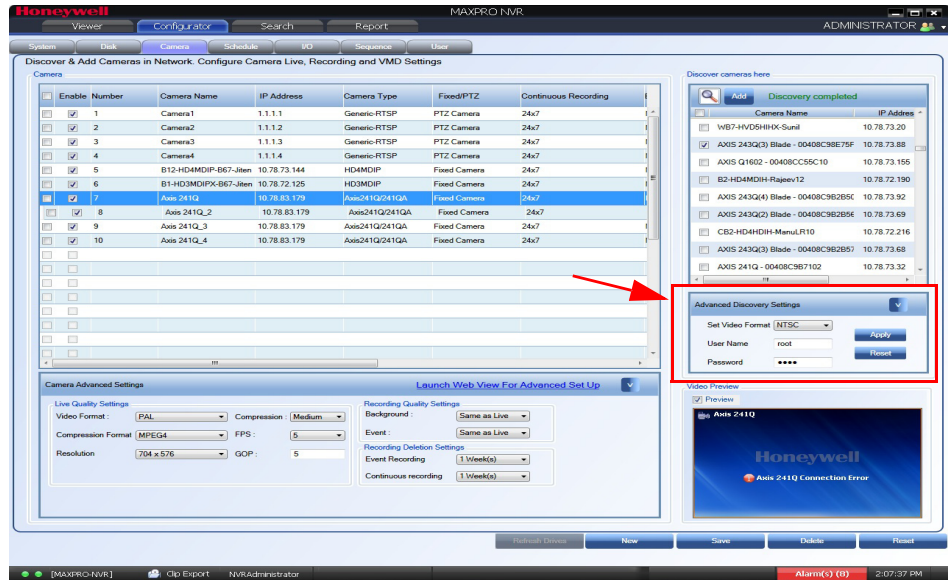 Honeywell MAXPRO NVR
Viewer Configurator Search Report ADMINISTRATOR
System Disk Camera Schedule I/O Sequence User
Discover & Add Cameras in Network. Configure Camera Live, Recording and VMD Settings
Camera
Enable Number Camera Name IP Address Camera Type Fixed/PTZ Continuous Recording
1 Camera1 1.1.1.1 Generic-RTSP PTZ Camera 24x7
2 Camera2 1.1.1.2 Generic-RTSP PTZ Camera 24x7
3 Camera3 1.1.1.3 Generic-RTSP PTZ Camera 24x7
4 Camera4 1.1.1.4 Generic-RTSP PTZ Camera 24x7
5 B12-HD4MDIP-B67-Jiten 10.78.73.144 HD4MDIP Fixed Camera 24x7
6 B1-HD3MDIPX-B67-Jiten 10.78.72.125 HD3MDIP Fixed Camera 24x7
7 Axis 241Q 10.78.83.179 Axis241Q/241QA Fixed Camera 24x7
8 Axis 241Q_2 10.78.83.179 Axis241Q/241QA Fixed Camera 24x7
9 Axis 241Q_3 10.78.83.179 Axis241Q/241QA Fixed Camera 24x7
10 Axis 241Q_4 10.78.83.179 Axis241Q/241QA Fixed Camera 24x7
Discover cameras here
Add Discovery completed
Camera Name IP Addres
WB7-HVD5HIHX-Sunil 10.78.73.20
AXIS 243Q(3) Blade - 00408C98E75F 10.78.73.88
AXIS Q1602 - 00408CC55C10 10.78.73.155
B2-HD4MDIH-Rajeev12 10.78.72.190
AXIS 243Q(4) Blade - 00408C9B2B5C 10.78.73.92
AXIS 243Q(2) Blade - 00408C9B2B56 10.78.73.69
CB2-HD4HDIH-ManuLR10 10.78.72.216
AXIS 243Q(3) Blade - 00408C9B2B57 10.78.73.68
AXIS 241Q - 00408C9B7102 10.78.73.32
Advanced Discovery Settings
Set Video Format NTSC
Apply
User Name root
Reset
Password ••••
Camera Advanced Settings Launch Web View For Advanced Set Up
Live Quality Settings
Video Format : PAL Compression : Medium
Compression Format MPEG4 FPS : 5
Resolution 704 x 576 GOP : 5
Recording Quality Settings
Background : Same as Live
Event : Same as Live
Recording Deletion Settings
Event Recording 1 Week(s)
Continuous recording 1 Week(s)
Video Preview
Preview
Axis 241Q
Honeywell
Axis 241Q Connection Error
Refresh Drives New Save Delete Reset
[MAXPRO-NVR] Clip Export NVRAdministrator Alarm(s) (8) 2:07:37 PM